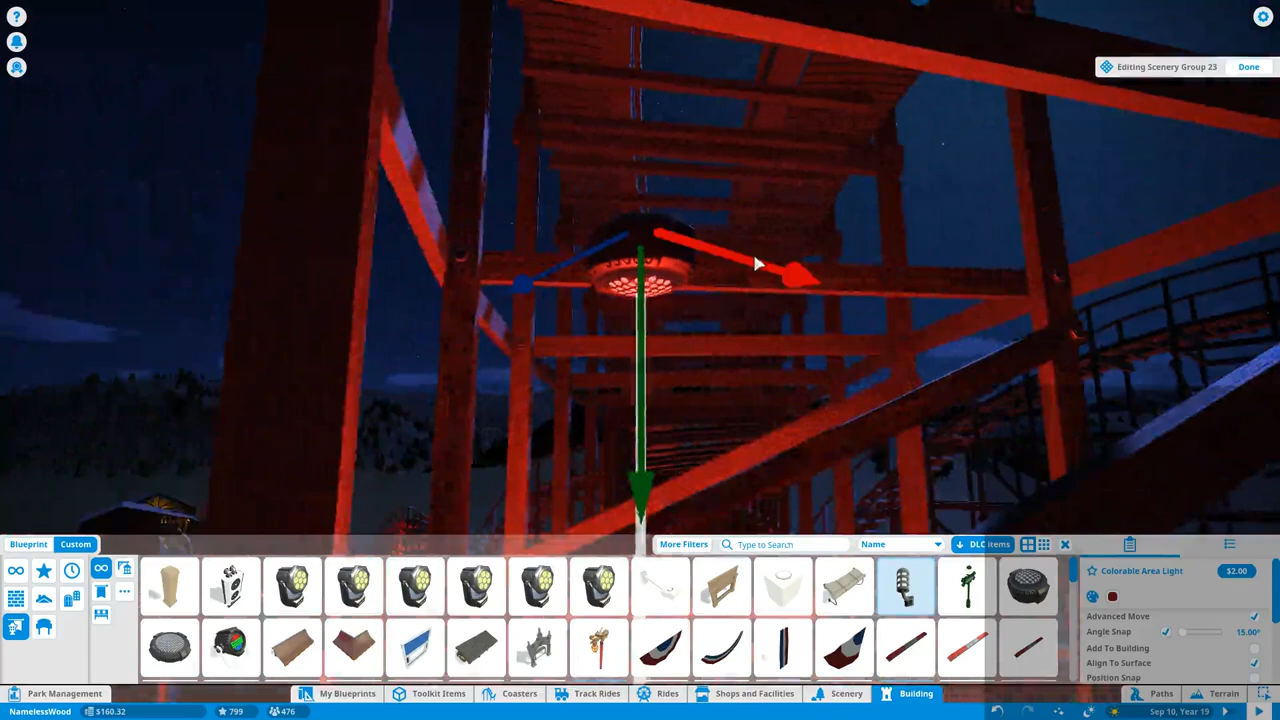 Editing Scenery Group 23 Done
Blueprint Custom
More Filters Type to Search Name DLC items
Colorable Area Light $2.00
Advanced Move
Angle Snap 15.00°
Add To Building
Align To Surface
Position Snap
Park Management My Blueprints Toolkit Items Coasters Track Rides Rides Shops and Facilities Scenery Building Paths Terrain
NamelessWood $160.32 799 476 Sep 10, Year 19